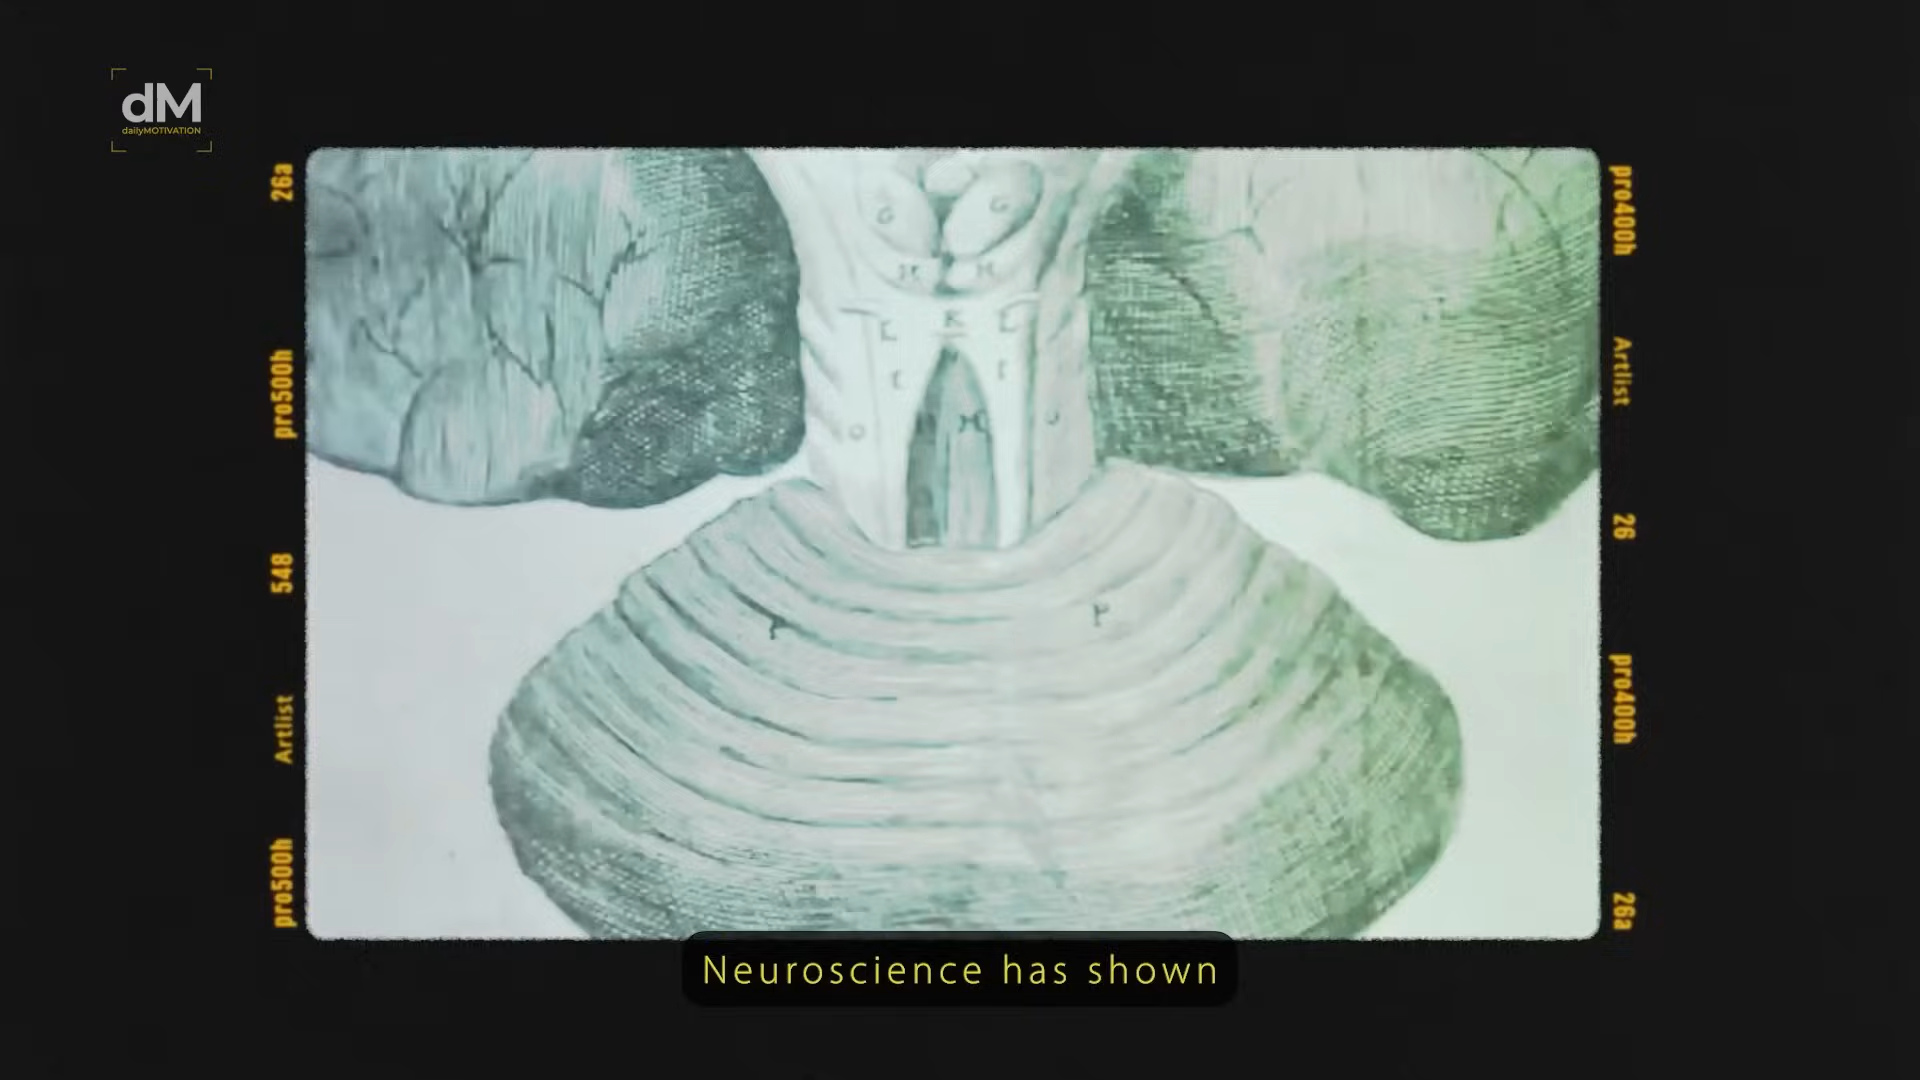 dM
dailyMOTIVATION
26a
pro500h
548
Artlist
pro500h
pro400h
Artlist
26
pro400h
26a
G
G
H
H
E
K
E
O
P
P
Neuroscience has shown